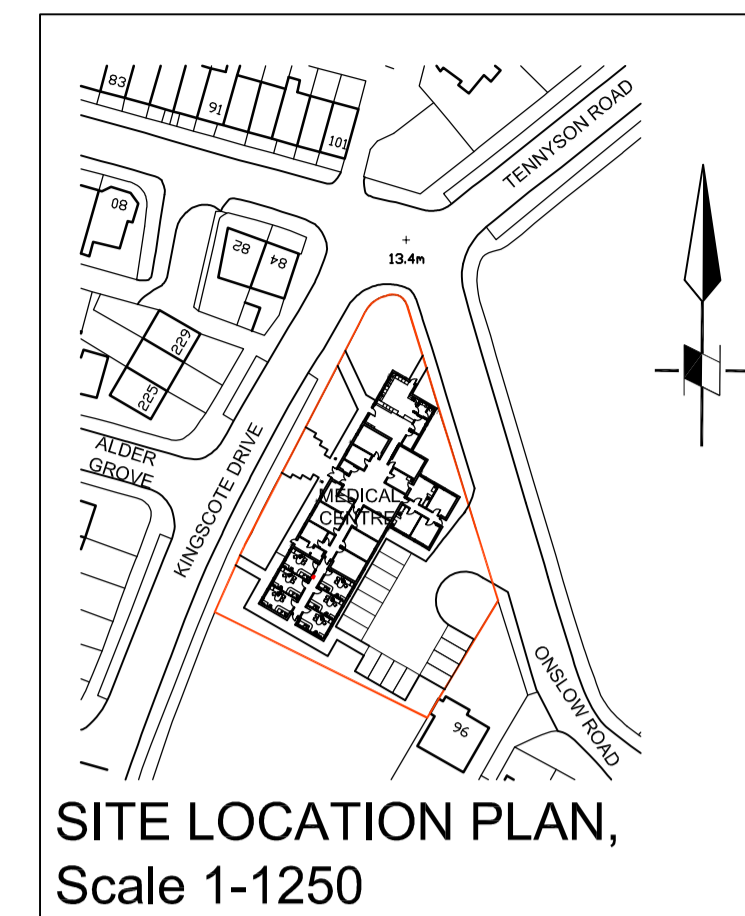 83
91
101
TENNYSON ROAD
80
82
84
13.4m
229
225
ALDER
GROVE
KINGSCOTE DRIVE
MEDICAL
CENTRE
ONSLOW ROAD
96
SITE LOCATION PLAN,
Scale 1-1250